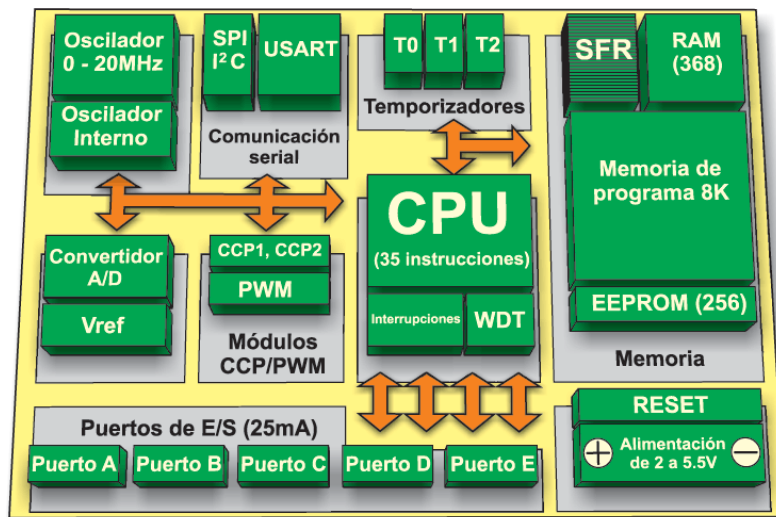 Oscilador
0 - 20MHz
Oscilador
Interno
SPI
I²C
USART
Comunicación
serial
T0
T1
T2
Temporizadores
SFR
RAM
(368)
Memoria de
programa 8K
EEPROM (256)
Memoria
CPU
(35 instrucciones)
Interrupciones
WDT
Convertidor
A/D
Vref
CCP1, CCP2
PWM
Módulos
CCP/PWM
Puertos de E/S (25mA)
Puerto A
Puerto B
Puerto C
Puerto D
Puerto E
RESET
+
Alimentación
de 2 a 5.5V
−